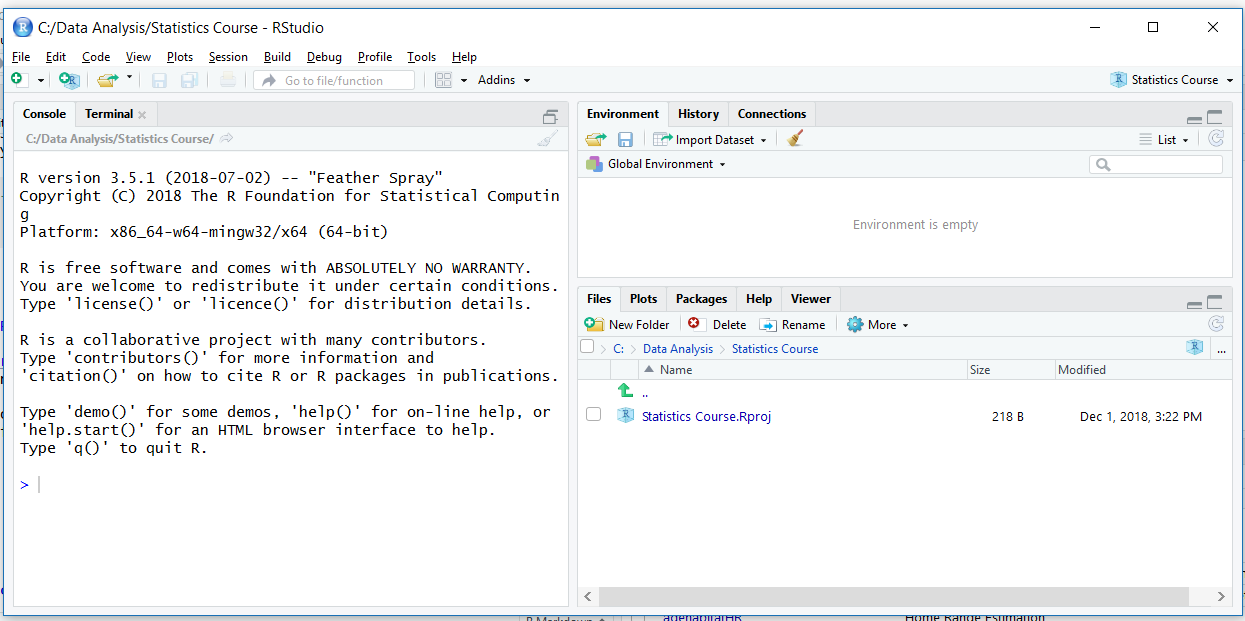 C:/Data Analysis/Statistics Course - RStudio
File Edit Code View Plots Session Build Debug Profile Tools Help
Go to file/function Addins Statistics Course
Console Terminal
C:/Data Analysis/Statistics Course/
R version 3.5.1 (2018-07-02) -- "Feather Spray"
Copyright (C) 2018 The R Foundation for Statistical Computin
g
Platform: x86_64-w64-mingw32/x64 (64-bit)
R is free software and comes with ABSOLUTELY NO WARRANTY.
You are welcome to redistribute it under certain conditions.
Type 'license()' or 'licence()' for distribution details.
R is a collaborative project with many contributors.
Type 'contributors()' for more information and
'citation()' on how to cite R or R packages in publications.
Type 'demo()' for some demos, 'help()' for on-line help, or
'help.start()' for an HTML browser interface to help.
Type 'q()' to quit R.
>
Environment History Connections
Import Dataset List
Global Environment
Environment is empty
Files Plots Packages Help Viewer
New Folder Delete Rename More
C: Data Analysis Statistics Course ...
Name Size Modified
..
Statistics Course.Rproj 218 B Dec 1, 2018, 3:22 PM